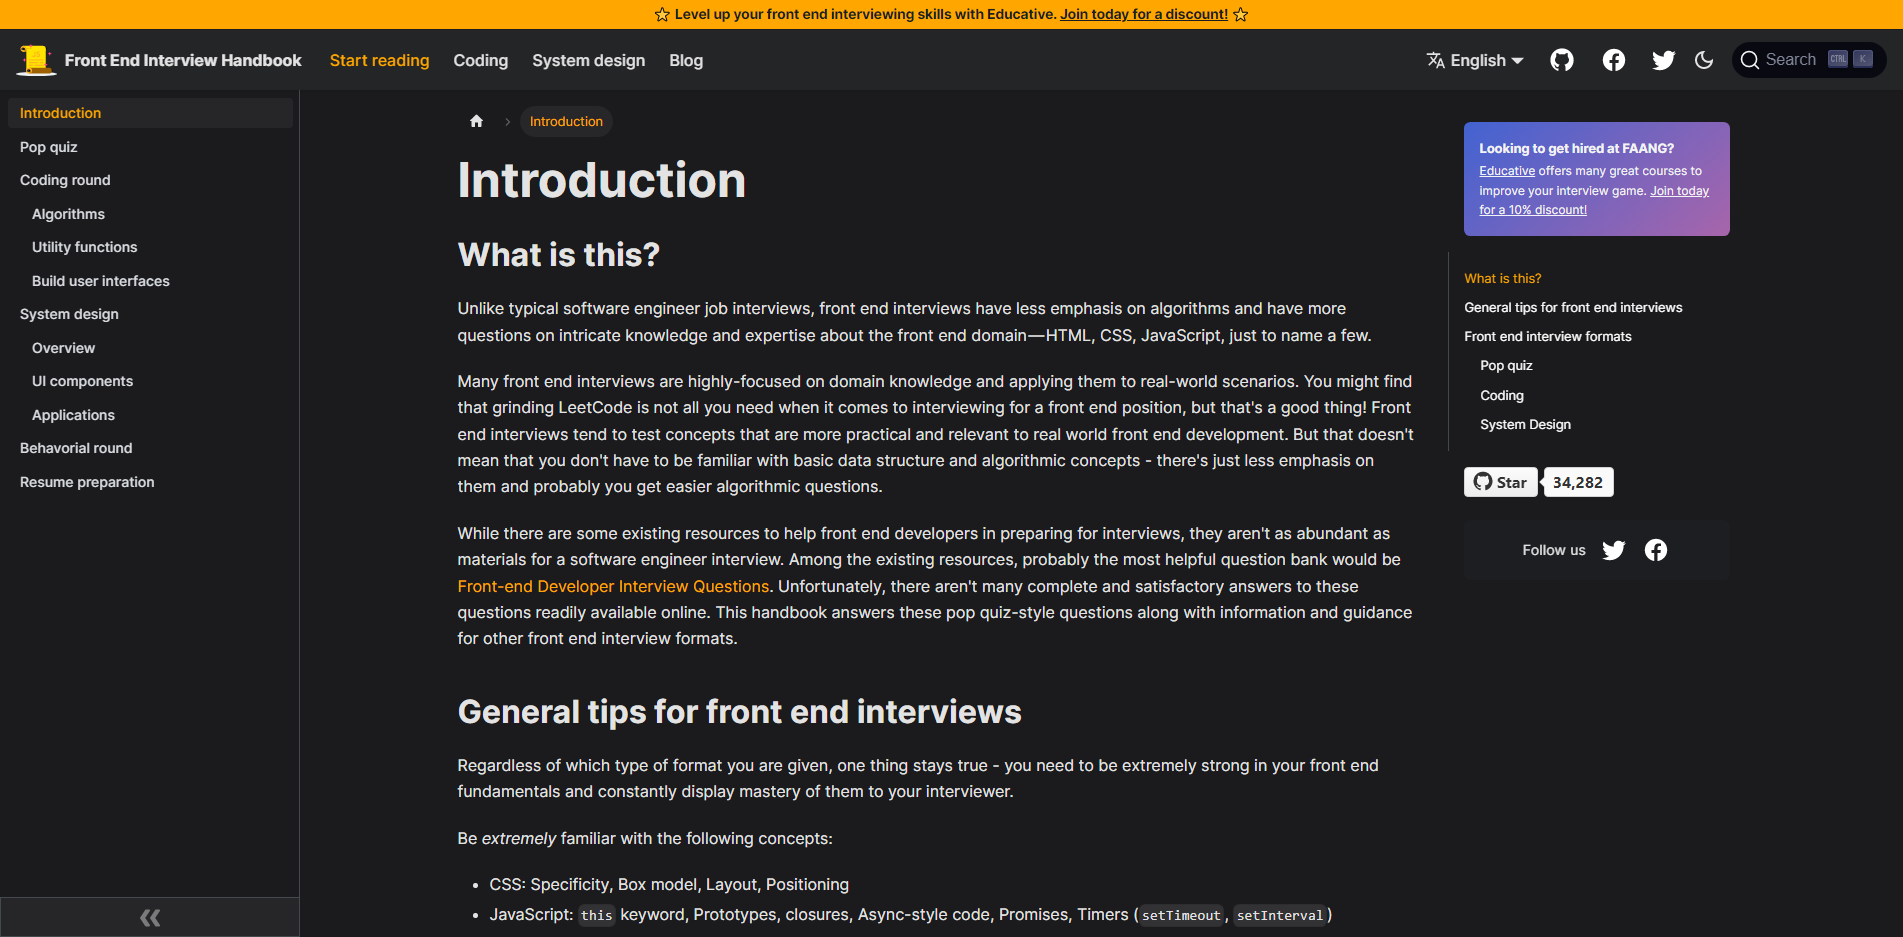 Level up your front end interviewing skills with Educative. Join today for a discount!
Front End Interview Handbook
Start reading
Coding
System design
Blog
English
Search
CTRL
K
Introduction
Pop quiz
Coding round
Algorithms
Utility functions
Build user interfaces
System design
Overview
UI components
Applications
Behavorial round
Resume preparation
Introduction
Introduction
What is this?
Unlike typical software engineer job interviews, front end interviews have less emphasis on algorithms and have more
questions on intricate knowledge and expertise about the front end domain—HTML, CSS, JavaScript, just to name a few.
Many front end interviews are highly-focused on domain knowledge and applying them to real-world scenarios. You might find
that grinding LeetCode is not all you need when it comes to interviewing for a front end position, but that's a good thing! Front
end interviews tend to test concepts that are more practical and relevant to real world front end development. But that doesn't
mean that you don't have to be familiar with basic data structure and algorithmic concepts - there's just less emphasis on
them and probably you get easier algorithmic questions.
While there are some existing resources to help front end developers in preparing for interviews, they aren't as abundant as
materials for a software engineer interview. Among the existing resources, probably the most helpful question bank would be
Front-end Developer Interview Questions. Unfortunately, there aren't many complete and satisfactory answers to these
questions readily available online. This handbook answers these pop quiz-style questions along with information and guidance
for other front end interview formats.
General tips for front end interviews
Regardless of which type of format you are given, one thing stays true - you need to be extremely strong in your front end
fundamentals and constantly display mastery of them to your interviewer.
Be extremely familiar with the following concepts:
• CSS: Specificity, Box model, Layout, Positioning
• JavaScript: this keyword, Prototypes, closures, Async-style code, Promises, Timers (setTimeout, setInterval)
Looking to get hired at FAANG?
Educative offers many great courses to
improve your interview game. Join today
for a 10% discount!
What is this?
General tips for front end interviews
Front end interview formats
Pop quiz
Coding
System Design
Star
34,282
Follow us